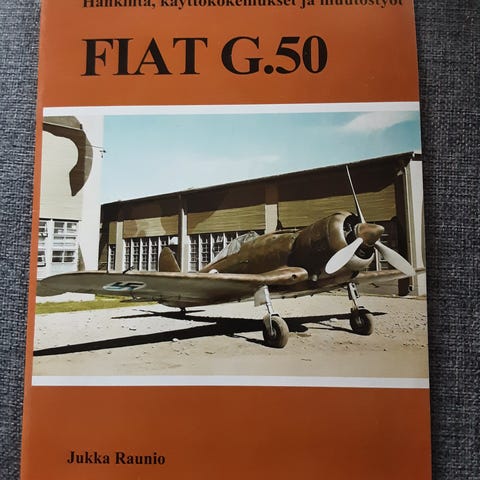 Hankinta, käyttökokemukset ja muutostyöt
FIAT G.50
Jukka Raunio